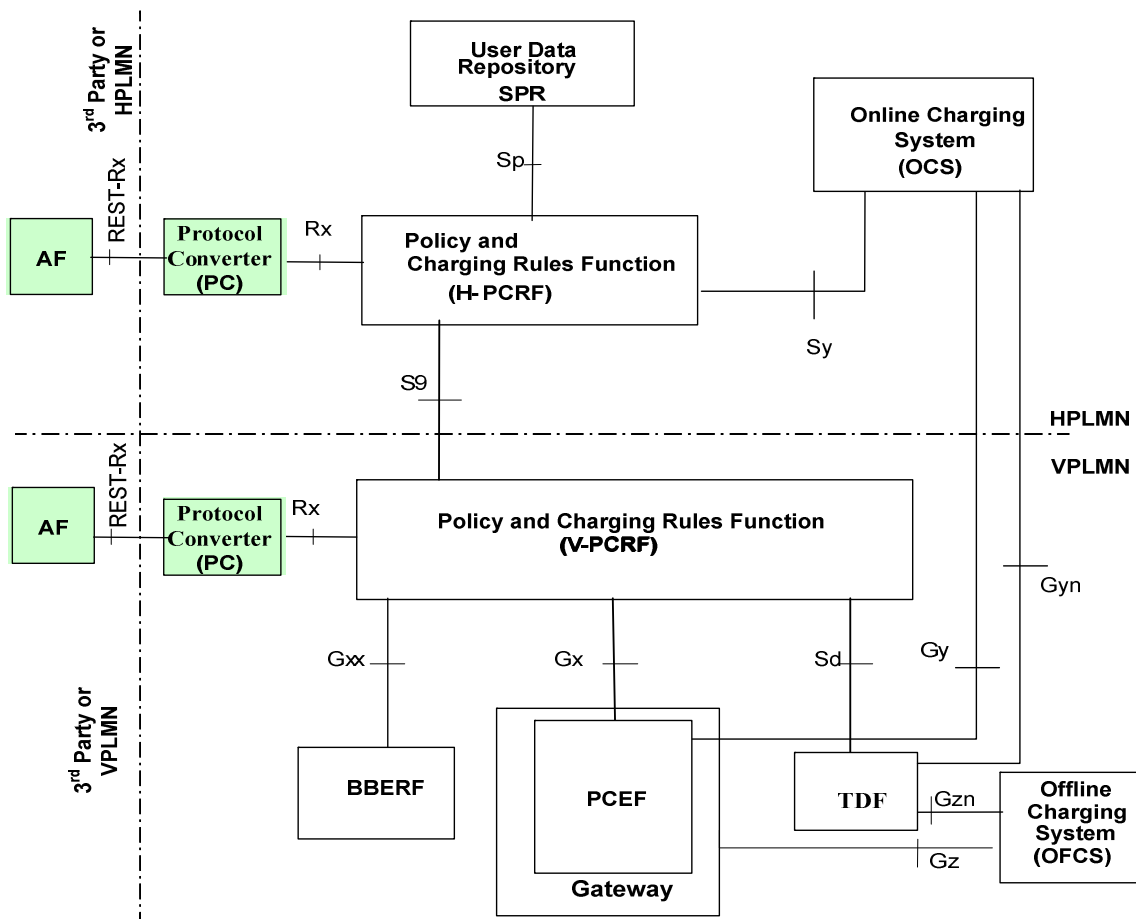 3rd Party or
HPLMN
User Data
Repository
SPR
Online Charging
System
(OCS)
Sp
REST-Rx
AF
Protocol
Converter
(PC)
Rx
Policy and
Charging Rules Function
(H-PCRF)
Sy
S9
HPLMN
VPLMN
REST-Rx
AF
Protocol
Converter
(PC)
Rx
Policy and Charging Rules Function
(V-PCRF)
Gyn
Gxx
Gx
Sd
Gy
3rd Party or
VPLMN
BBERF
PCEF
TDF
Gzn
Offline
Charging
System
(OFCS)
Gz
Gateway